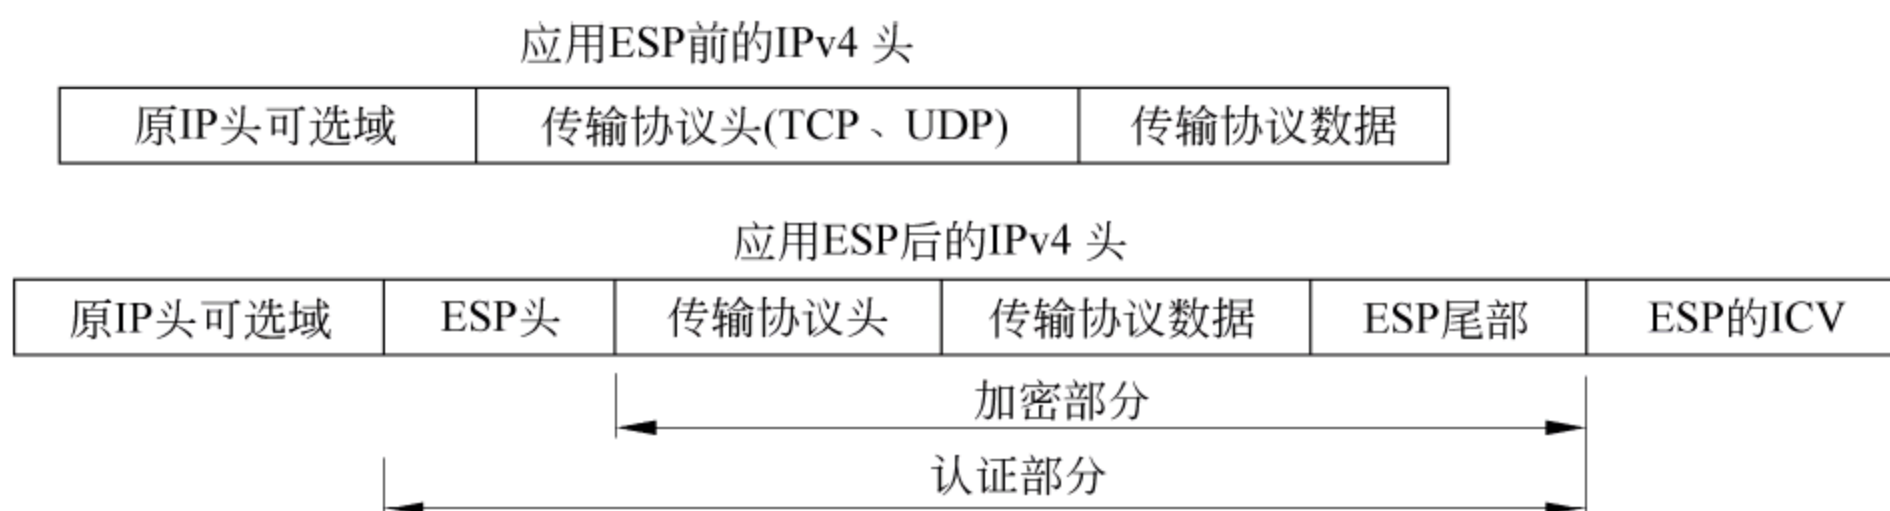 应用ESP前的IPv4 头
原IP头可选域 传输协议头(TCP、UDP) 传输协议数据
应用ESP后的IPv4 头
原IP头可选域 ESP头 传输协议头 传输协议数据 ESP尾部 ESP的ICV
加密部分
认证部分